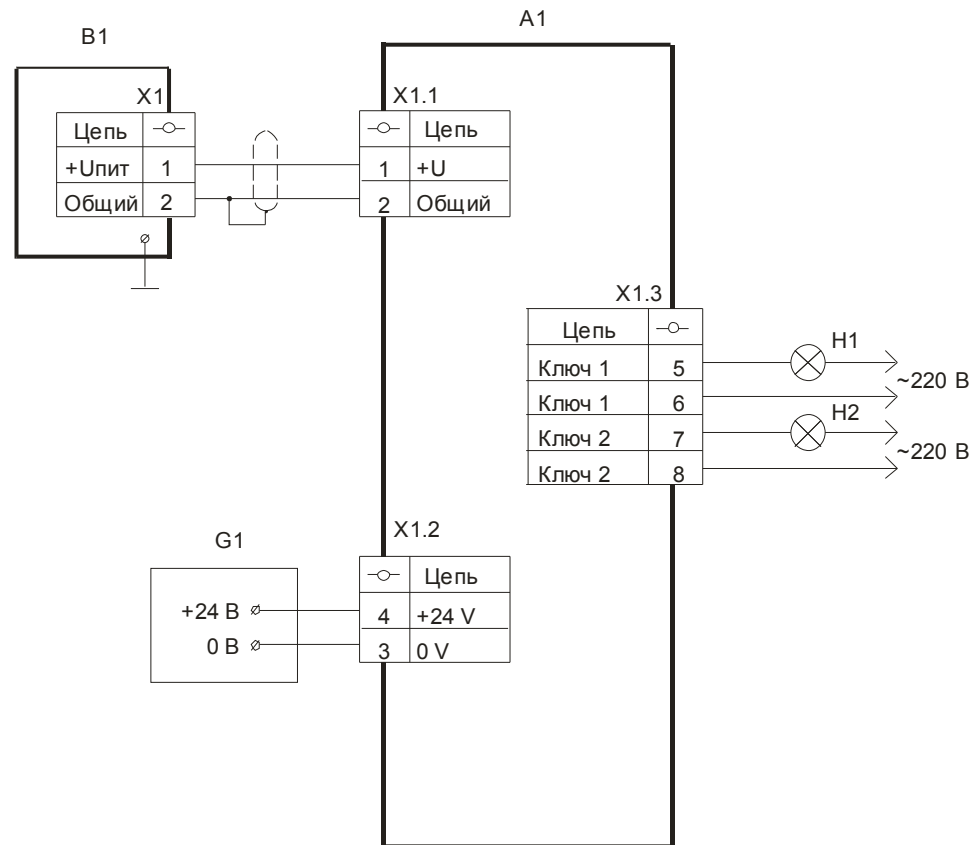 A1
B1
X1
Цепь
+Uпит 1
Общий 2
X1.1
Цепь
1 +U
2 Общий
X1.3
Цепь
Ключ 1 5
Ключ 1 6
Ключ 2 7
Ключ 2 8
H1
~220 В
H2
~220 В
G1
+24 В
0 В
X1.2
Цепь
4 +24 V
3 0 V